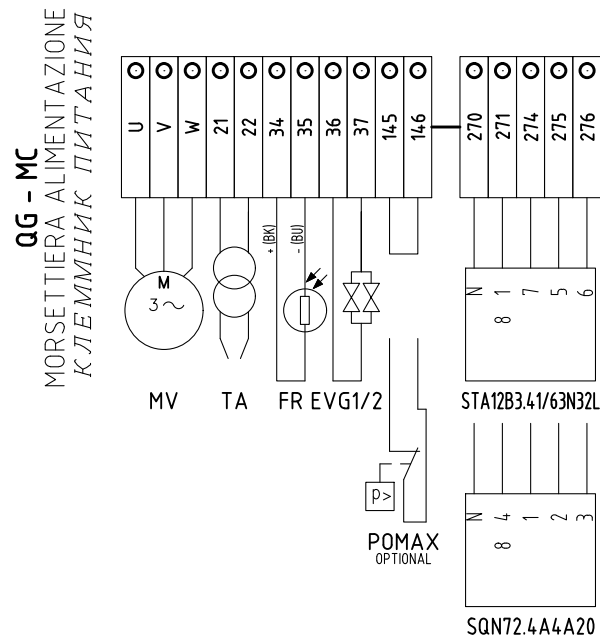 QG - MC
MORSETTIERA ALIMENTAZIONE
КЛЕММНИК ПИТАНИЯ
U V W 21 22 34 35 36 37 145 146 270 271 274 275 276
+ (BK) - (BU)
M
3~
N 1 7 5 6
8
MV TA FR EVG1/2 STA12B3.41/63N32L
P>
POMAX
OPTIONAL
N 4 1 2 3
8
SQN72.4A4A20